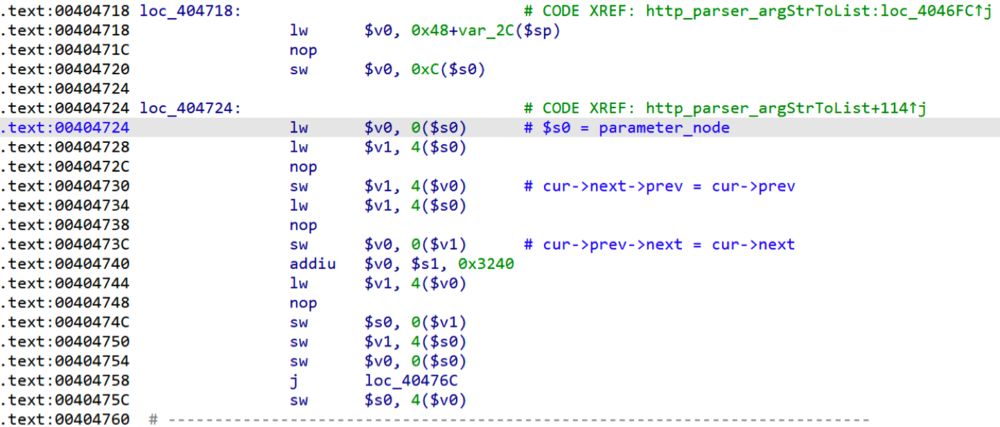 .text:00404718 loc_404718: # CODE XREF: http_parser_argStrToList:loc_4046FC↑j
.text:00404718 lw $v0, 0x48+var_2C($sp)
.text:0040471C nop
.text:00404720 sw $v0, 0xC($s0)
.text:00404724
.text:00404724 loc_404724: # CODE XREF: http_parser_argStrToList+114↑j
.text:00404724 lw $v0, 0($s0) # $s0 = parameter_node
.text:00404728 lw $v1, 4($s0)
.text:0040472C nop
.text:00404730 sw $v1, 4($v0) # cur->next->prev = cur->prev
.text:00404734 lw $v1, 4($s0)
.text:00404738 nop
.text:0040473C sw $v0, 0($v1) # cur->prev->next = cur->next
.text:00404740 addiu $v0, $s1, 0x3240
.text:00404744 lw $v1, 4($v0)
.text:00404748 nop
.text:0040474C sw $s0, 0($v1)
.text:00404750 sw $v1, 4($s0)
.text:00404754 sw $v0, 0($s0)
.text:00404758 j loc_40476C
.text:0040475C sw $s0, 4($v0)
.text:00404760 # ---------------------------------------------------------------------------